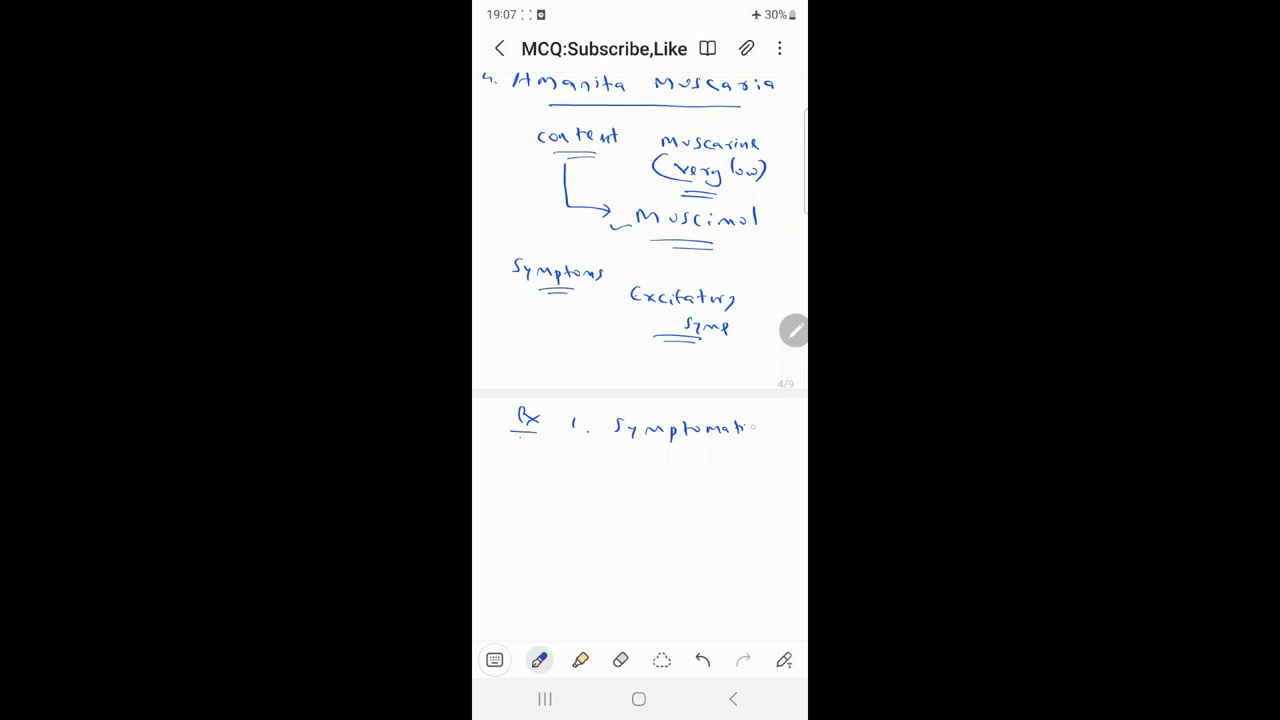 19:07 30%
MCQ:Subscribe,Like
4. Amanita Muscaria
content Muscarine
(very low)
Muscimol
Symptoms
Excitatory
Symp
4/9
Rx 1. Symptomati